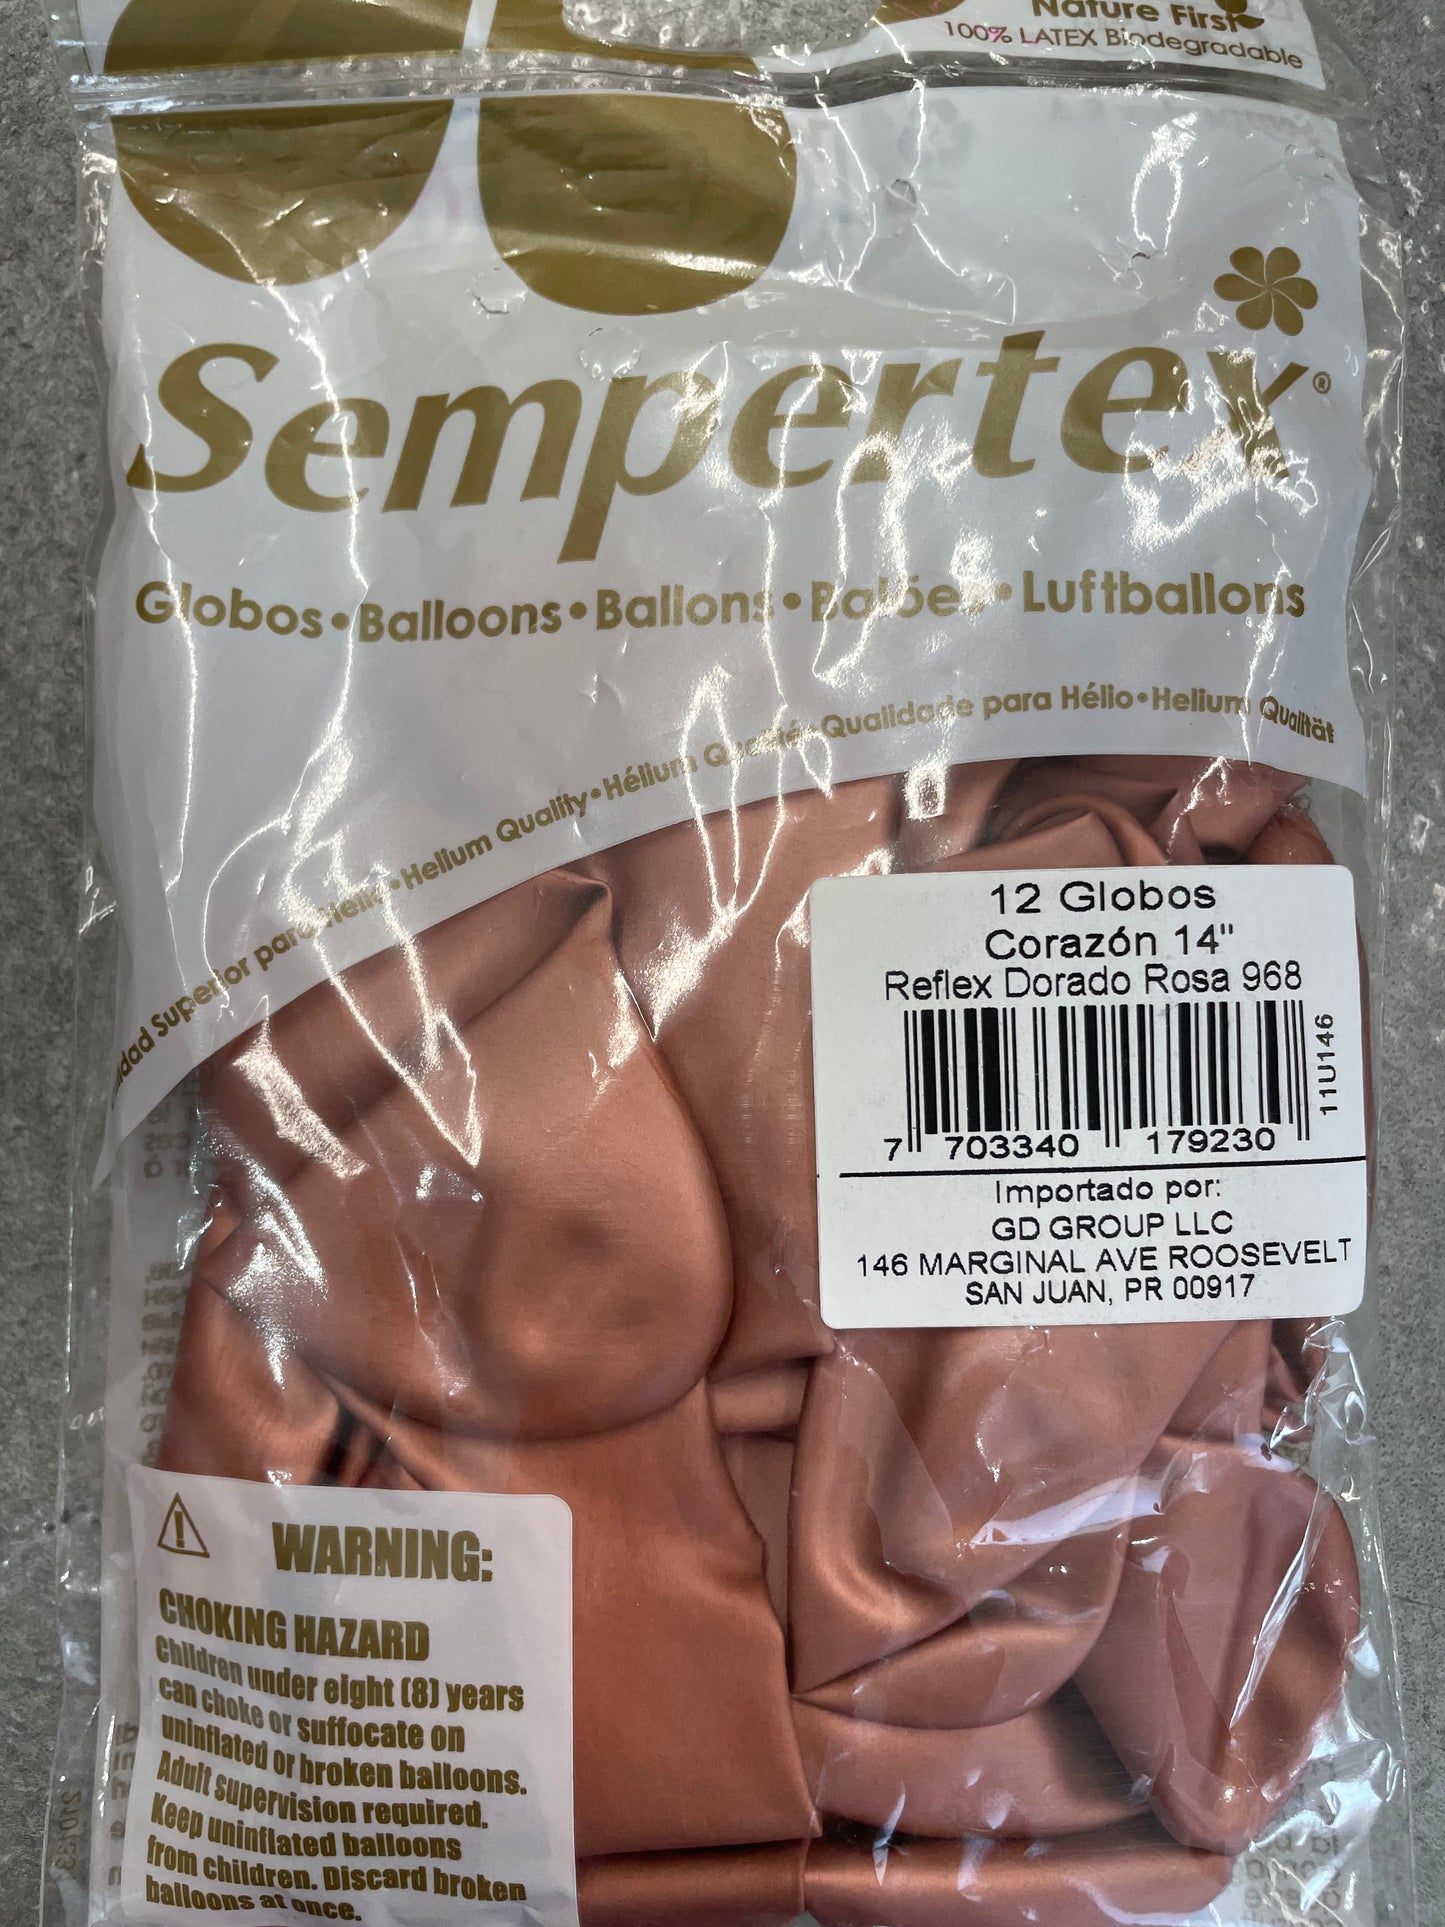 Nature First
100% LATEX Biodegradable
Sempertex®
Globos • Balloons • Ballons • Balões • Luftballons
Superior para Helio • Helium Quality • Hélium Qualité • Qualidade para Hélio • Helium Qualität
12 Globos
Corazón 14"
Reflex Dorado Rosa 968
11U146
7 703340 179230
Importado por:
GD GROUP LLC
146 MARGINAL AVE ROOSEVELT
SAN JUAN, PR 00917
WARNING:
CHOKING HAZARD
Children under eight (8) years
can choke or suffocate on
uninflated or broken balloons.
Adult supervision required.
Keep uninflated balloons
from children. Discard broken
balloons at once.